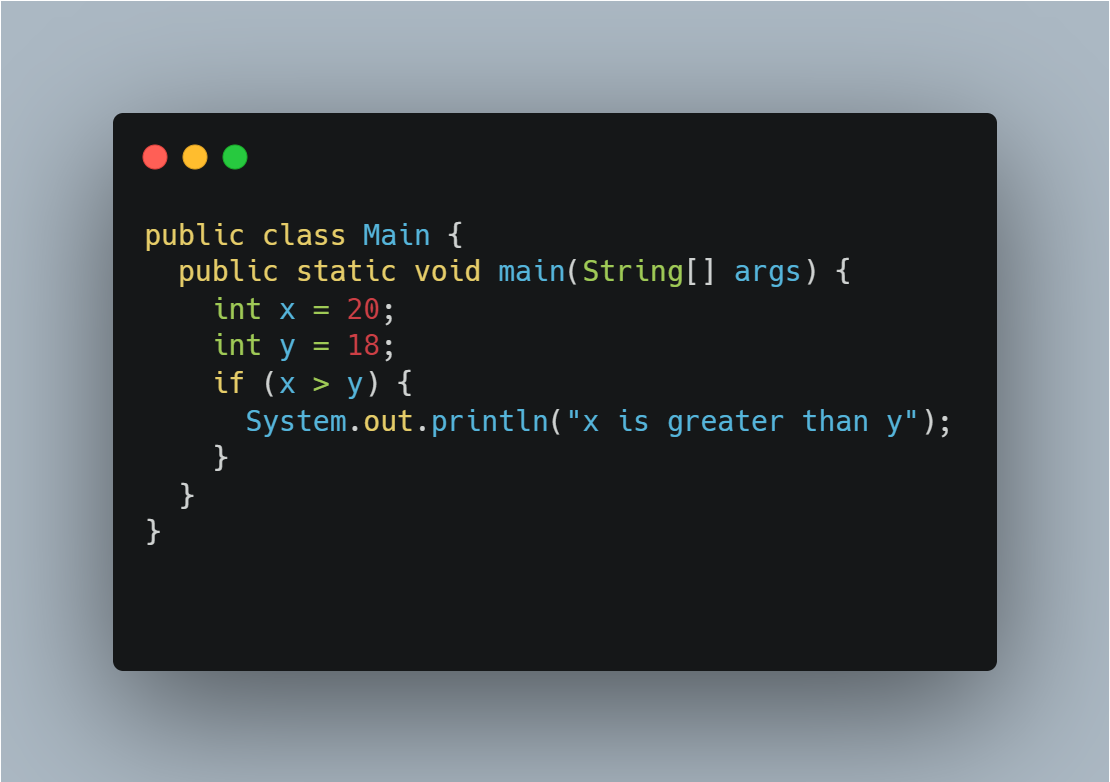 public class Main {
  public static void main(String[] args) {
    int x = 20;
    int y = 18;
    if (x > y) {
      System.out.println("x is greater than y");
    }
  }
}